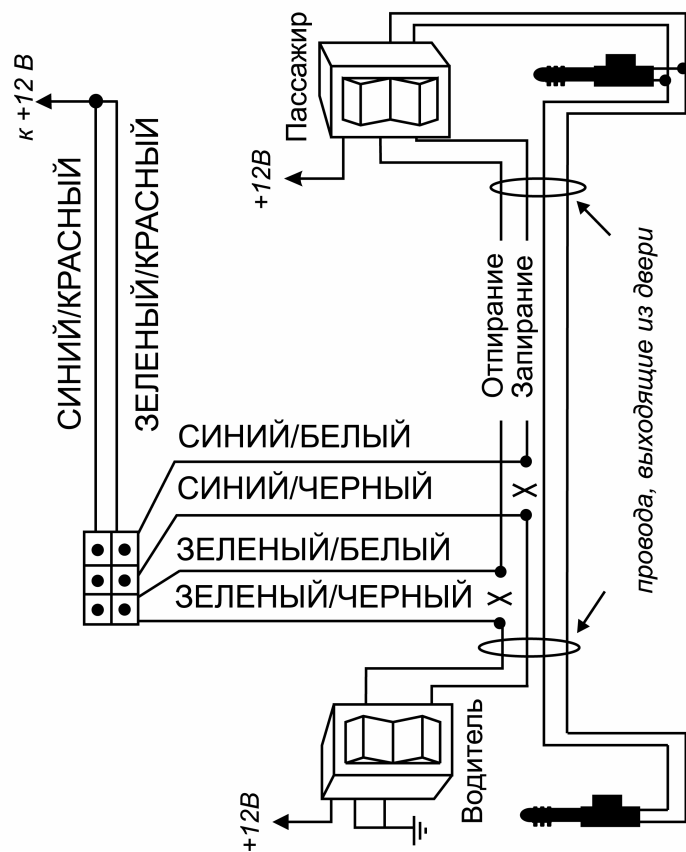 к +12 В
СИНИЙ/КРАСНЫЙ
ЗЕЛЕНЫЙ/КРАСНЫЙ
Пассажир
+12В
Отпирание
Запирание
провода, выходящие из двери
СИНИЙ/БЕЛЫЙ
СИНИЙ/ЧЕРНЫЙ
ЗЕЛЕНЫЙ/БЕЛЫЙ
ЗЕЛЕНЫЙ/ЧЕРНЫЙ
Водитель
+12В